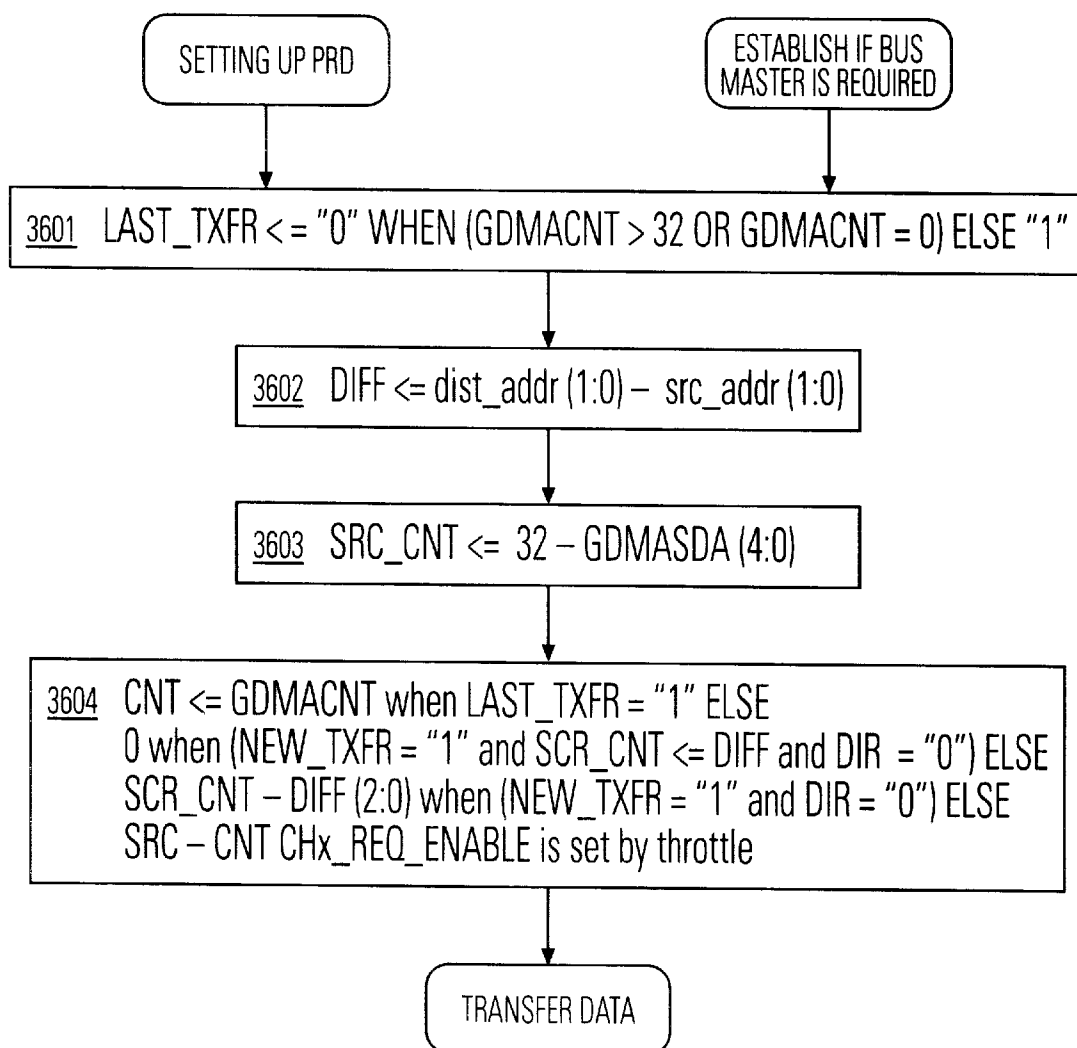 SETTING UP PRD
ESTABLISH IF BUS
MASTER IS REQUIRED
3601 LAST_TXFR <= "0" WHEN (GDMACNT > 32 OR GDMACNT = 0) ELSE "1"
3602 DIFF <= dist_addr (1:0) – src_addr (1:0)
3603 SRC_CNT <= 32 – GDMASDA (4:0)
3604 CNT <= GDMACNT when LAST_TXFR = "1" ELSE
0 when (NEW_TXFR = "1" and SCR_CNT <= DIFF and DIR = "0") ELSE
SCR_CNT – DIFF (2:0) when (NEW_TXFR = "1" and DIR = "0") ELSE
SRC – CNT CHx_REQ_ENABLE is set by throttle
TRANSFER DATA